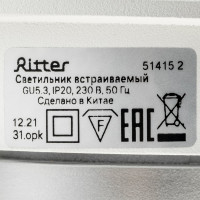 Ritter 51415 2
Светильник встраиваемый
GU5.3, IP20, 230 В, 50 Гц
Сделано в Китае
12.21
31.opk
F
EAC